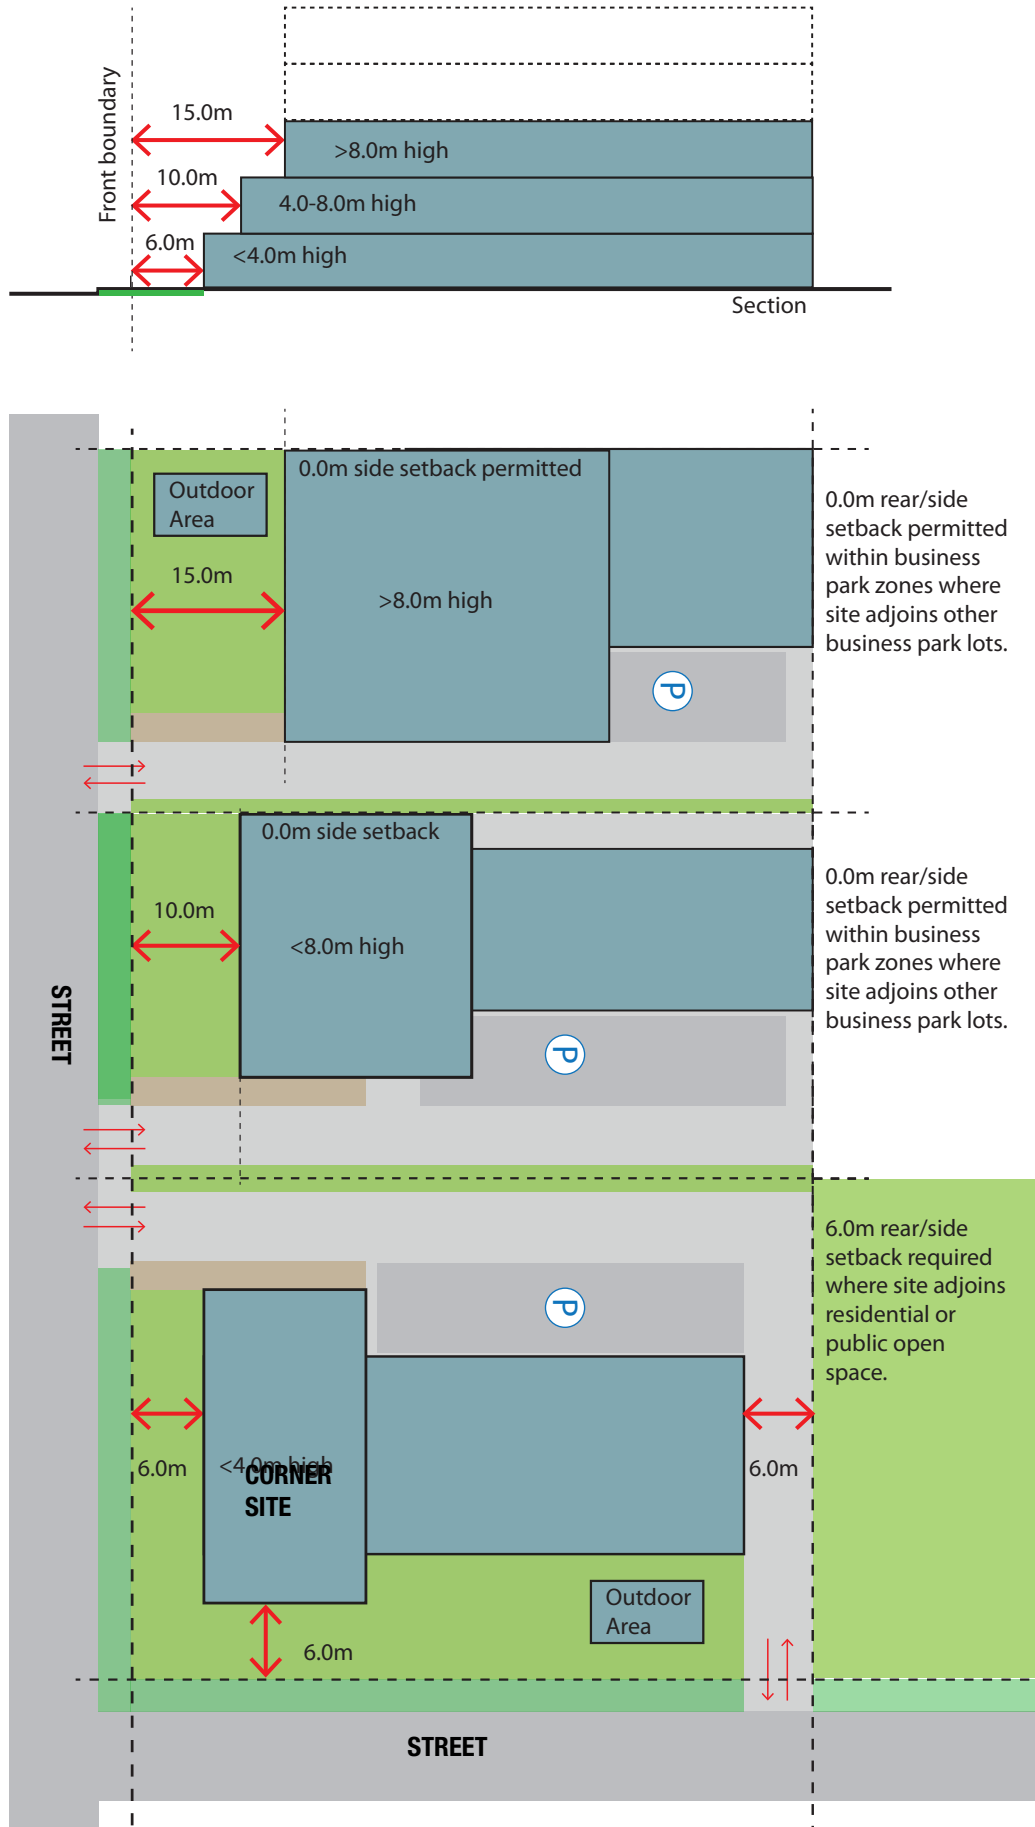 Front boundary
15.0m
>8.0m high
10.0m
4.0-8.0m high
6.0m
<4.0m high
Section
0.0m side setback permitted
Outdoor
Area
15.0m
>8.0m high
P
0.0m rear/side
setback permitted
within business
park zones where
site adjoins other
business park lots.
0.0m side setback
10.0m
<8.0m high
P
0.0m rear/side
setback permitted
within business
park zones where
site adjoins other
business park lots.
STREET
6.0m rear/side
setback required
where site adjoins
residential or
public open
space.
P
6.0m
<4.0m high
CORNER
SITE
6.0m
Outdoor
Area
6.0m
STREET